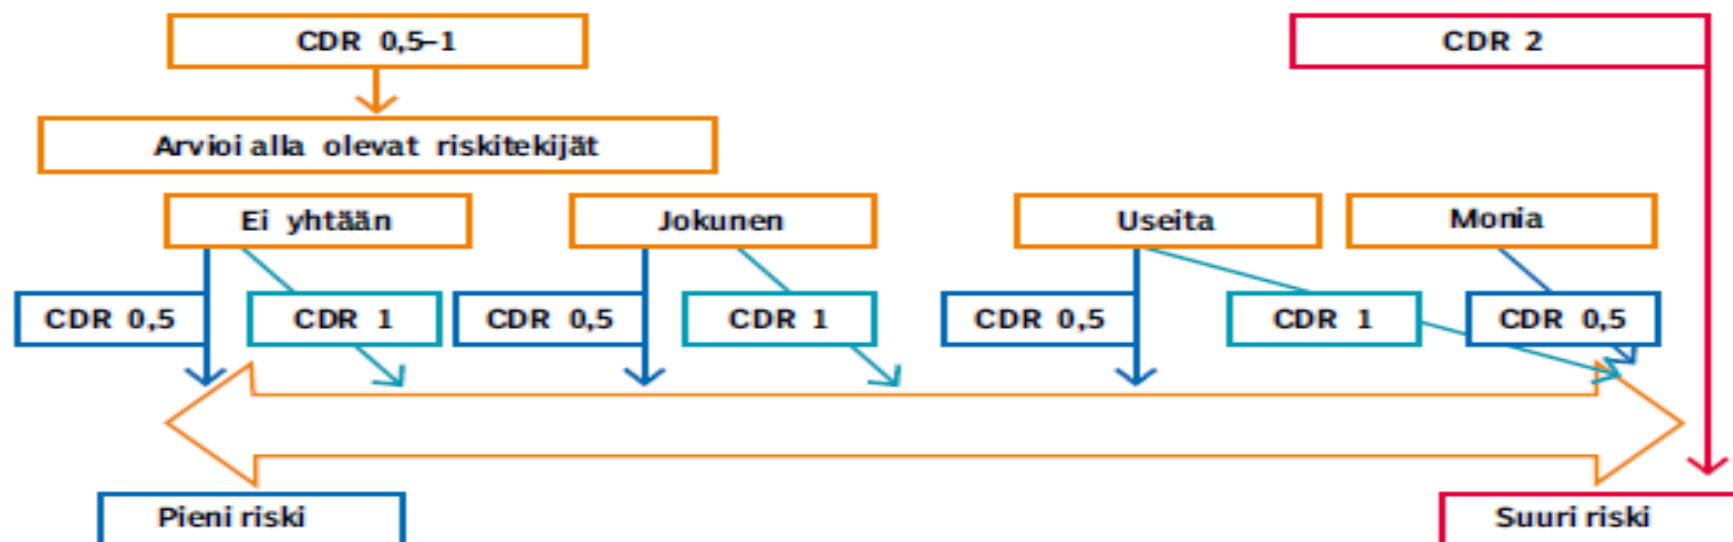 CDR 0,5–1
CDR 2
Arvioi alla olevat riskitekijät
Ei yhtään
Jokunen
Useita
Monia
CDR 0,5
CDR 1
CDR 0,5
CDR 1
CDR 0,5
CDR 1
CDR 0,5
Pieni riski
Suuri riski